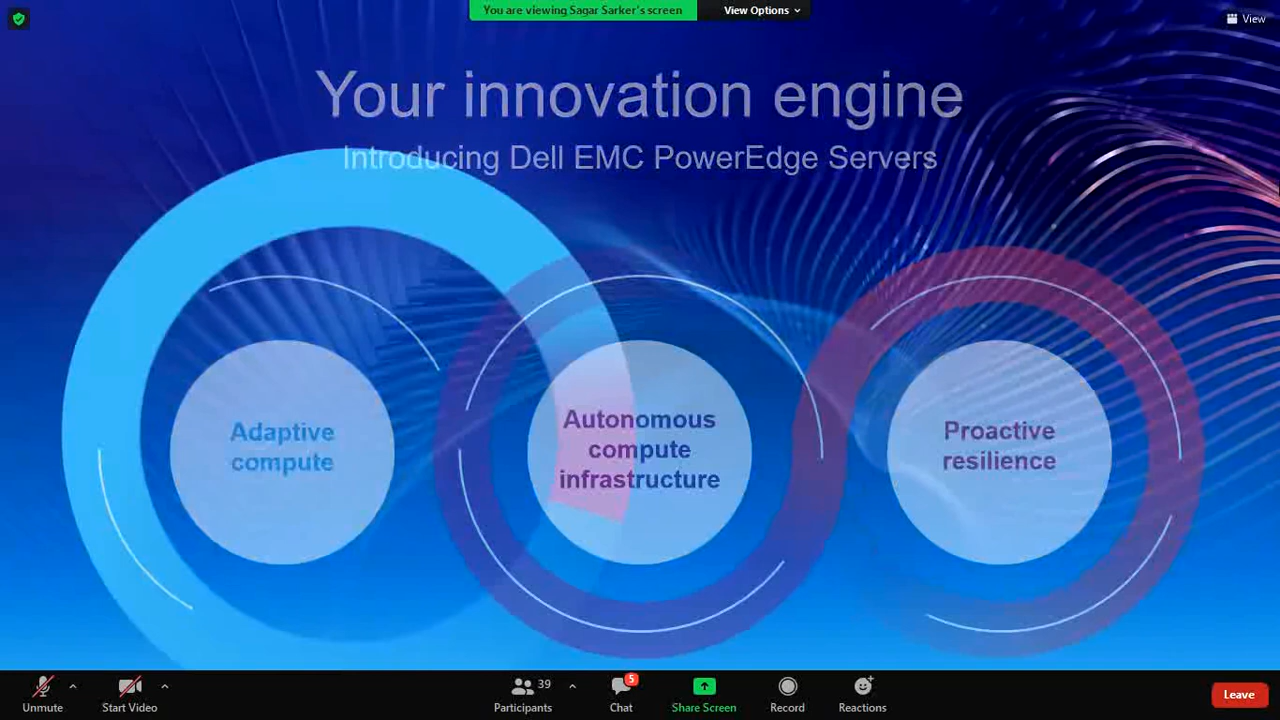 You are viewing Sagar Sarker's screen
View Options
View
Your innovation engine
Introducing Dell EMC PowerEdge Servers
Adaptive
compute
Autonomous
compute
infrastructure
Proactive
resilience
Unmute
Start Video
39
Participants
5
Chat
Share Screen
Record
Reactions
Leave